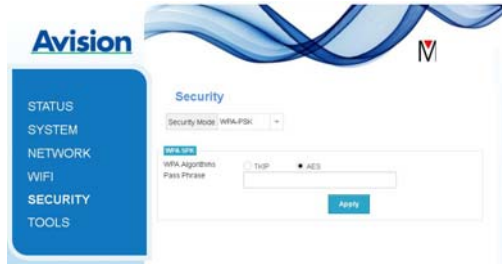 Avision
STATUS
SYSTEM
NETWORK
WIFI
SECURITY
TOOLS
Security
Security Mode WPA-PSK
WPA SPK
WPA Algorithms TKIP AES
Pass Phrase
Apply